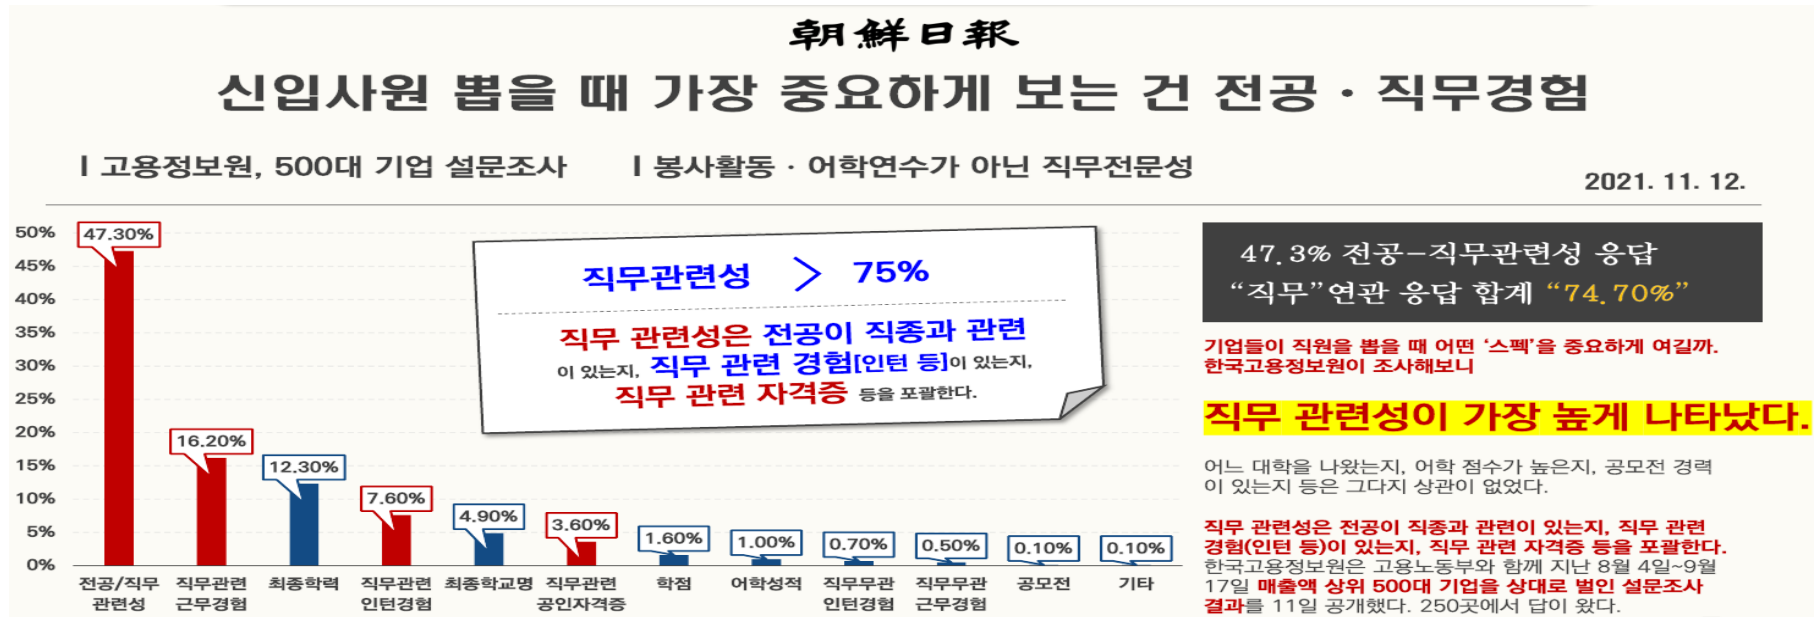 朝鮮日報
신입사원 뽑을 때 가장 중요하게 보는 건 전공 · 직무경험
l 고용정보원, 500대 기업 설문조사
l 봉사활동 · 어학연수가 아닌 직무전문성
2021. 11. 12.
50%
45%
40%
35%
30%
25%
20%
15%
10%
5%
0%
47.30%
16.20%
12.30%
7.60%
4.90%
3.60%
1.60%
1.00%
0.70%
0.50%
0.10%
0.10%
전공/직무
관련성
직무관련
근무경험
최종학력
직무관련
인턴경험
최종학교명
직무관련
공인자격증
학점
어학성적
직무무관
인턴경험
직무무관
근무경험
공모전
기타
직무관련성 > 75%
직무 관련성은 전공이 직종과 관련
이 있는지, 직무 관련 경험[인턴 등]이 있는지,
직무 관련 자격증 등을 포괄한다.
47.3% 전공-직무관련성 응답
“직무”연관 응답 합계 “74.70%”
기업들이 직원을 뽑을 때 어떤 ‘스펙’을 중요하게 여길까.
한국고용정보원이 조사해보니
직무 관련성이 가장 높게 나타났다.
어느 대학을 나왔는지, 어학 점수가 높은지, 공모전 경력
이 있는지 등은 그다지 상관이 없었다.
직무 관련성은 전공이 직종과 관련이 있는지, 직무 관련
경험(인턴 등)이 있는지, 직무 관련 자격증 등을 포괄한다.
한국고용정보원은 고용노동부와 함께 지난 8월 4일~9월
17일 매출액 상위 500대 기업을 상대로 벌인 설문조사
결과를 11일 공개했다. 250곳에서 답이 왔다.